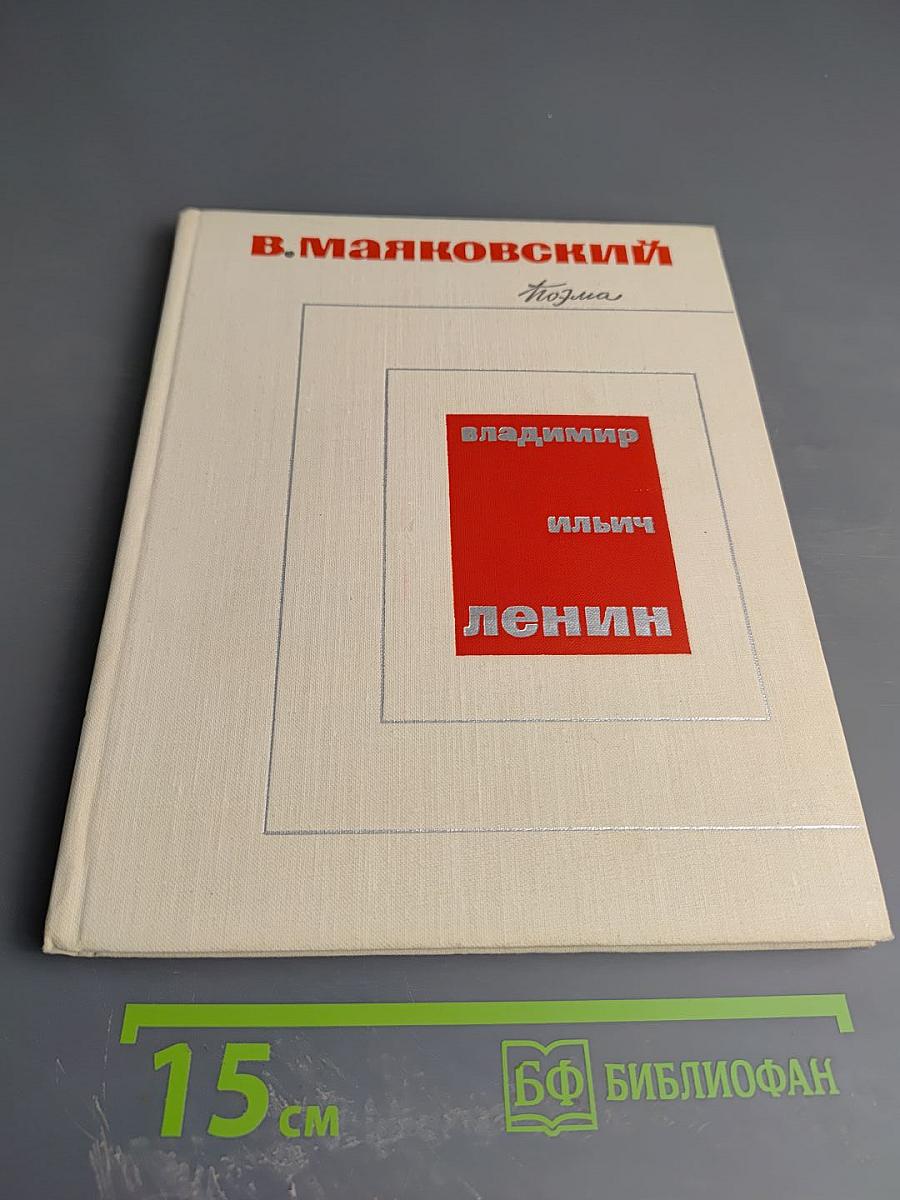 в.маяковский
Поэма
владимир
ильич
ленин
15 см
БФ БИБЛИОФАН